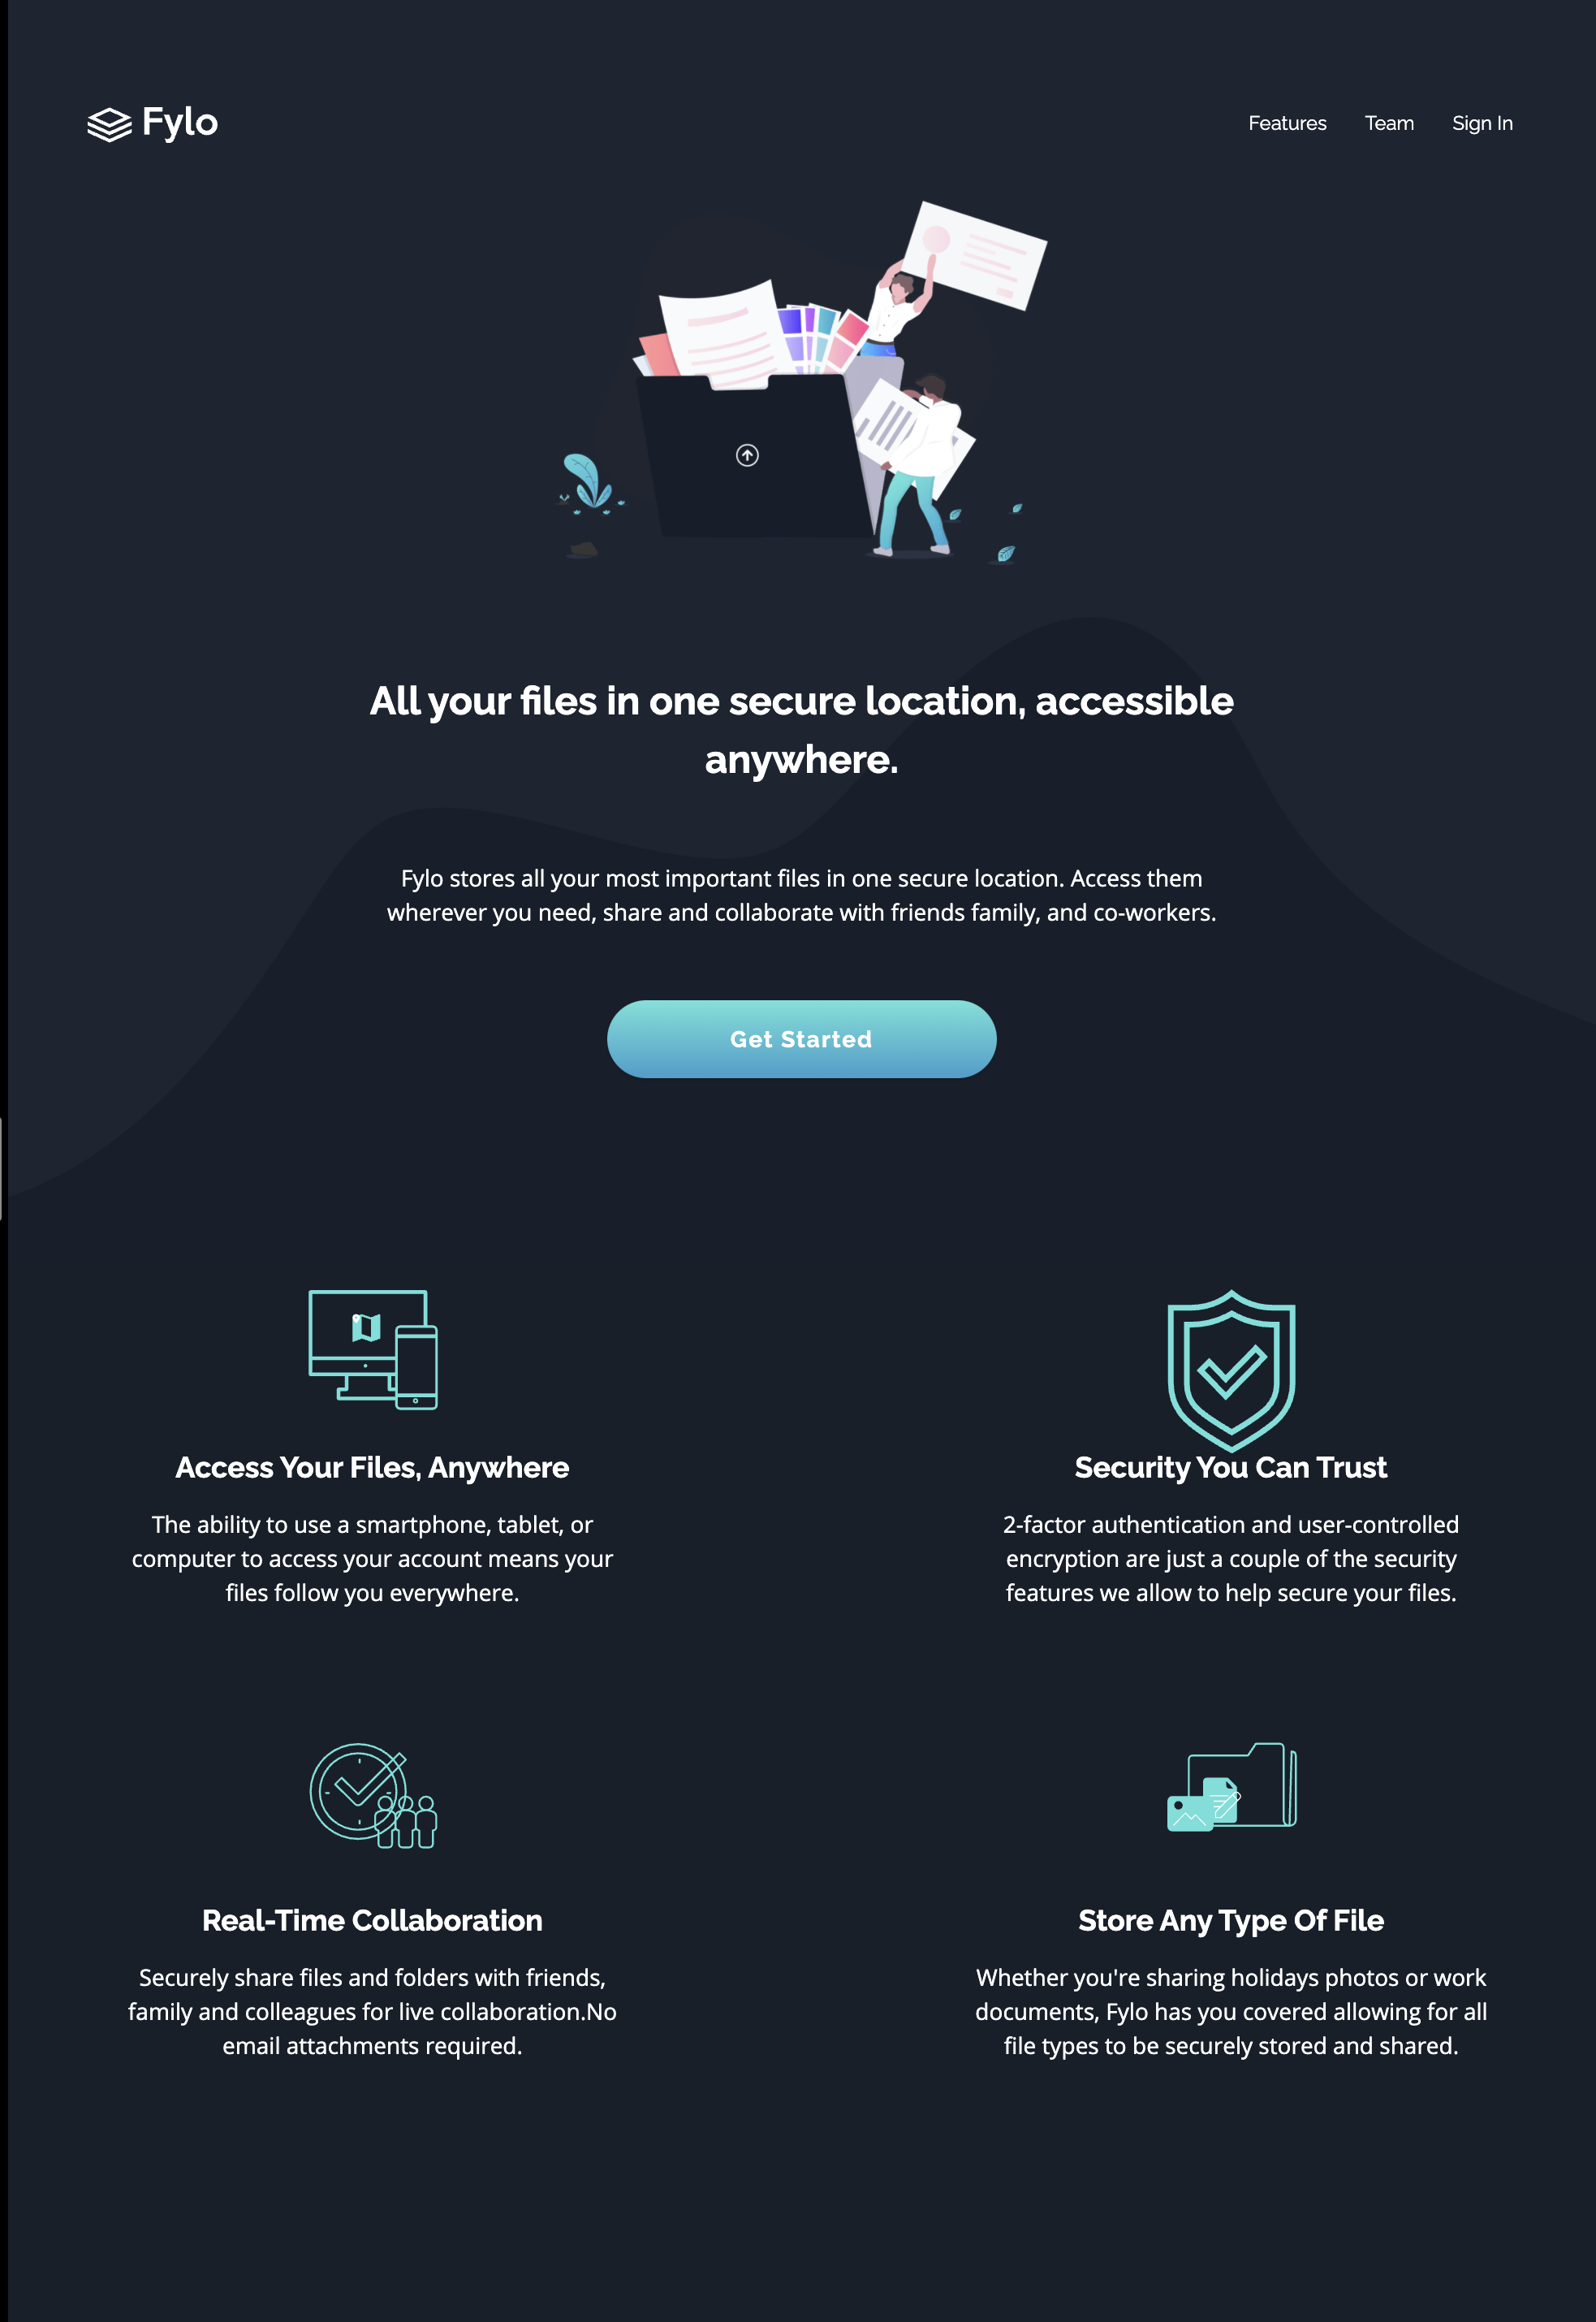 Fylo
Features
Team
Sign In
All your files in one secure location, accessible
anywhere.
Fylo stores all your most important files in one secure location. Access them
wherever you need, share and collaborate with friends family, and co-workers.
Get Started
Access Your Files, Anywhere
The ability to use a smartphone, tablet, or
computer to access your account means your
files follow you everywhere.
Security You Can Trust
2-factor authentication and user-controlled
encryption are just a couple of the security
features we allow to help secure your files.
Real-Time Collaboration
Securely share files and folders with friends,
family and colleagues for live collaboration.No
email attachments required.
Store Any Type Of File
Whether you're sharing holidays photos or work
documents, Fylo has you covered allowing for all
file types to be securely stored and shared.